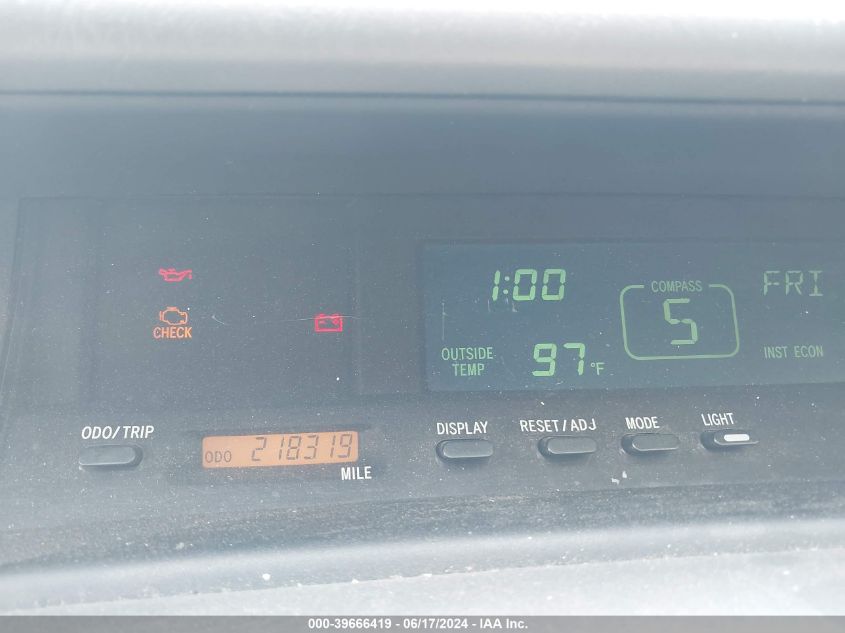 1:00
COMPASS
FRI
5
CHECK
OUTSIDE
TEMP
97°F
INST ECON
ODO/TRIP
ODO 218319
MILE
DISPLAY
RESET/ADJ
MODE
LIGHT
000-39666419 - 06/17/2024 - IAA Inc.